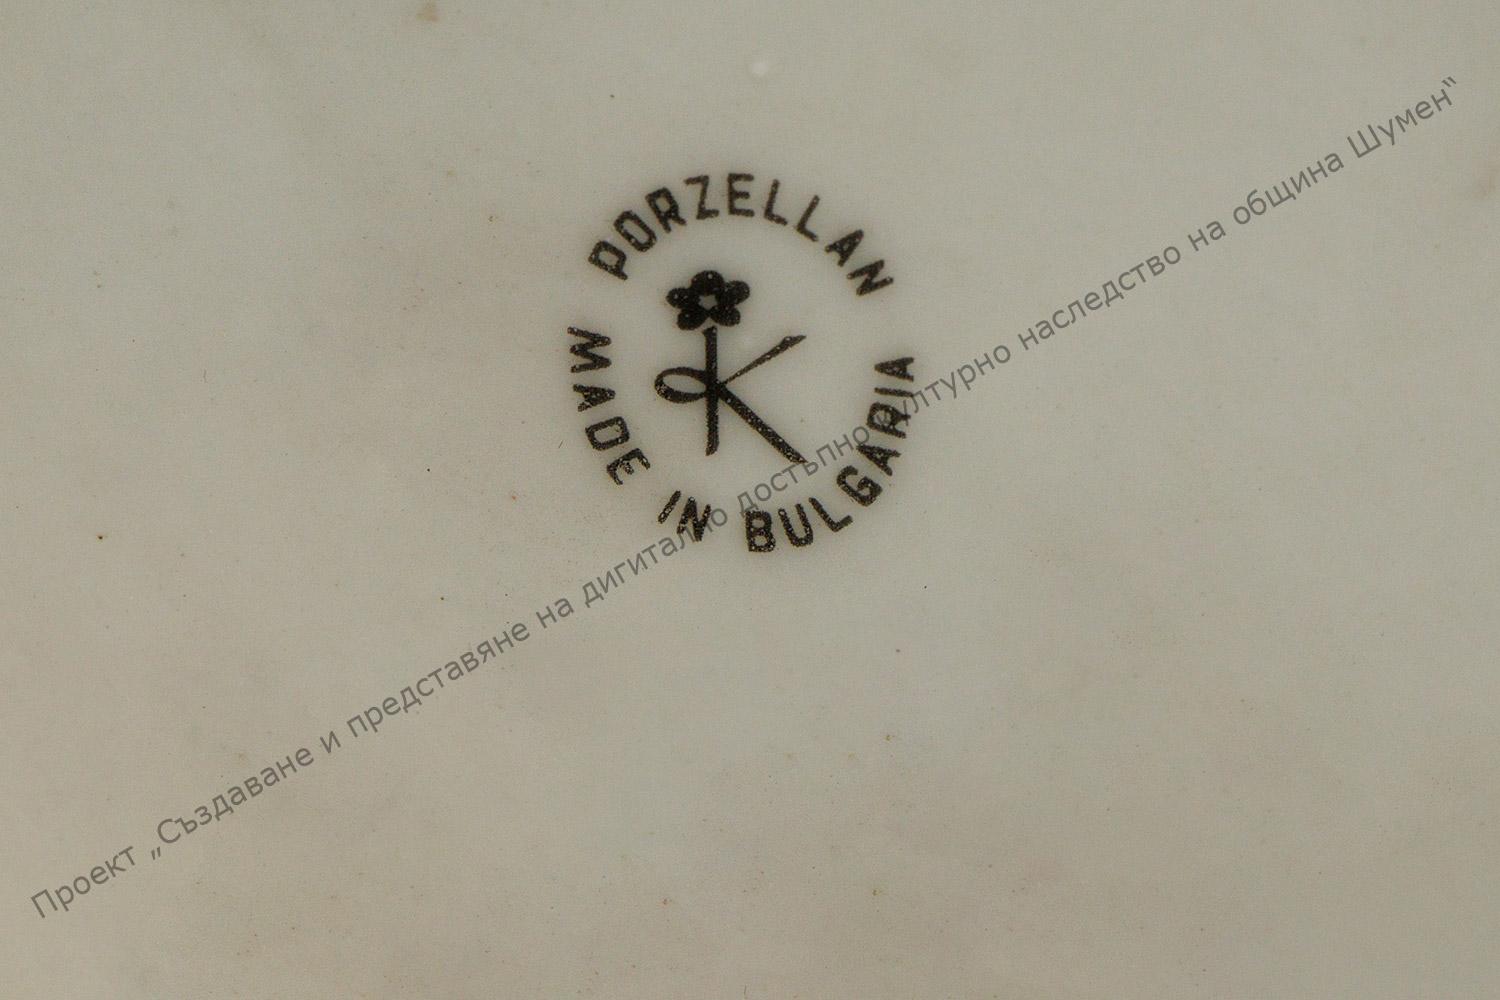 PORZELLAN
K
MADE IN BULGARIA
Проект „Създаване и представяне на дигитално достъпно културно наследство на община Шумен“